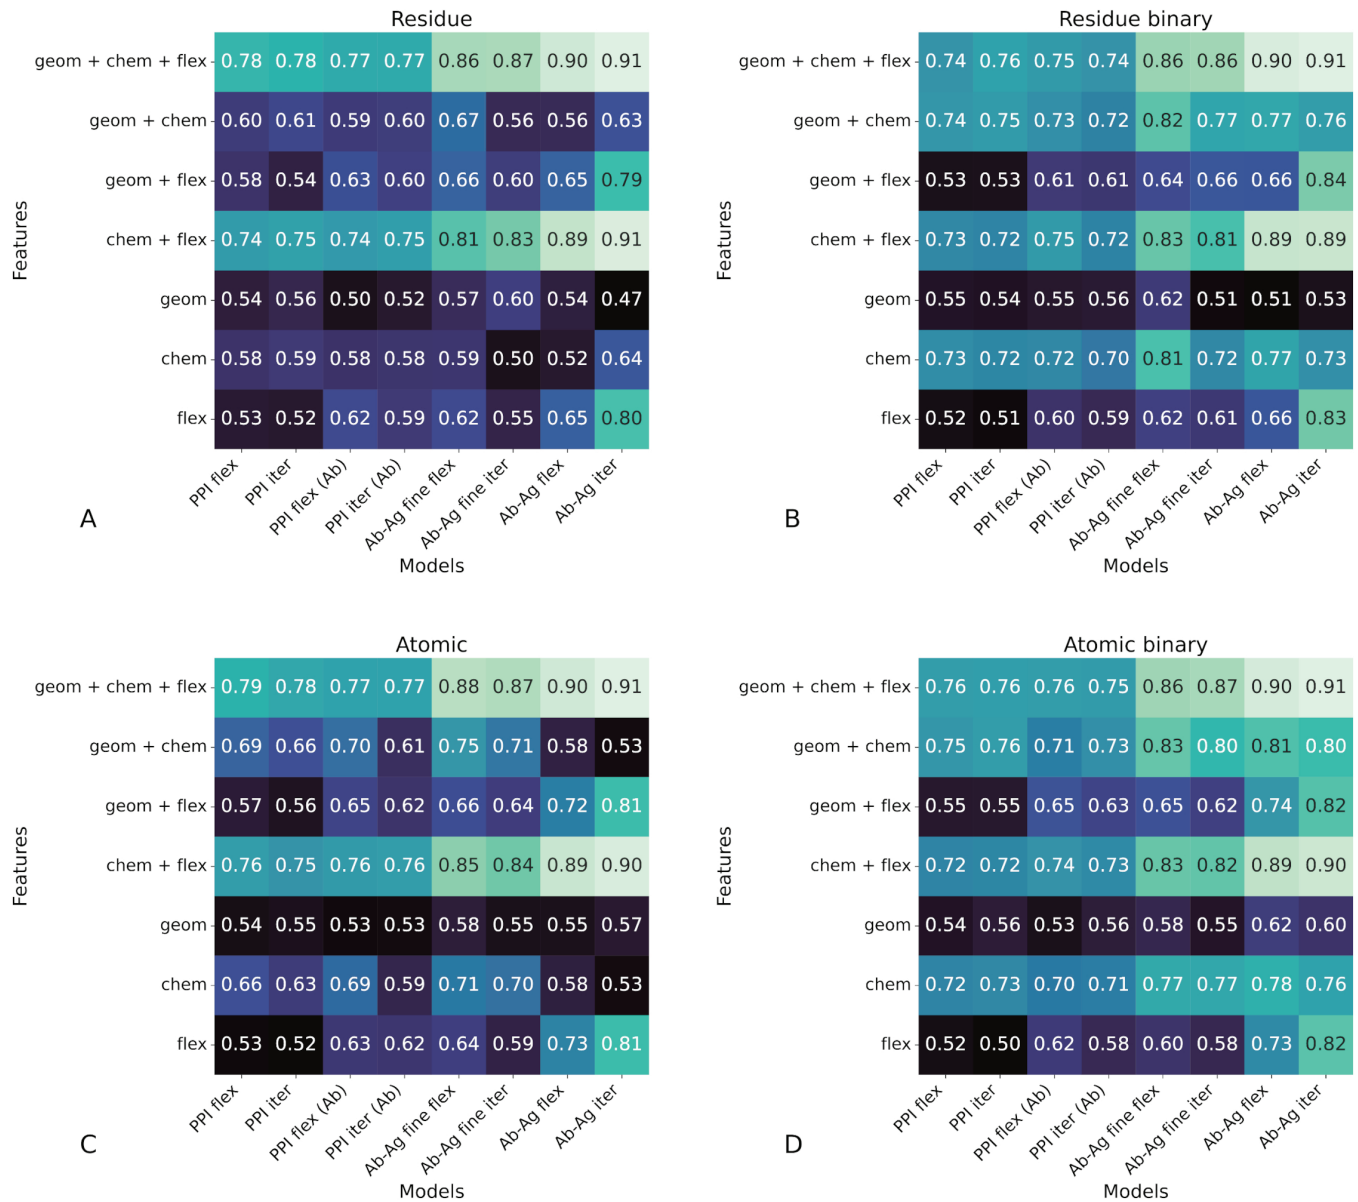 Residue
geom + chem + flex 0.78 0.78 0.77 0.77 0.86 0.87 0.90 0.91
geom + chem 0.60 0.61 0.59 0.60 0.67 0.56 0.56 0.63
geom + flex 0.58 0.54 0.63 0.60 0.66 0.60 0.65 0.79
chem + flex 0.74 0.75 0.74 0.75 0.81 0.83 0.89 0.91
geom 0.54 0.56 0.50 0.52 0.57 0.60 0.54 0.47
chem 0.58 0.59 0.58 0.58 0.59 0.50 0.52 0.64
flex 0.53 0.52 0.62 0.59 0.62 0.55 0.65 0.80
Features
PPI flex
PPI iter
PPI flex (Ab)
PPI iter (Ab)
Ab-Ag fine flex
Ab-Ag fine iter
Ab-Ag flex
Ab-Ag iter
Models
A
Residue binary
geom + chem + flex 0.74 0.76 0.75 0.74 0.86 0.86 0.90 0.91
geom + chem 0.74 0.75 0.73 0.72 0.82 0.77 0.77 0.76
geom + flex 0.53 0.53 0.61 0.61 0.64 0.66 0.66 0.84
chem + flex 0.73 0.72 0.75 0.72 0.83 0.81 0.89 0.89
geom 0.55 0.54 0.55 0.56 0.62 0.51 0.51 0.53
chem 0.73 0.72 0.72 0.70 0.81 0.72 0.77 0.73
flex 0.52 0.51 0.60 0.59 0.62 0.61 0.66 0.83
Features
PPI flex
PPI iter
PPI flex (Ab)
PPI iter (Ab)
Ab-Ag fine flex
Ab-Ag fine iter
Ab-Ag flex
Ab-Ag iter
Models
B
Atomic
geom + chem + flex 0.79 0.78 0.77 0.77 0.88 0.87 0.90 0.91
geom + chem 0.69 0.66 0.70 0.61 0.75 0.71 0.58 0.53
geom + flex 0.57 0.56 0.65 0.62 0.66 0.64 0.72 0.81
chem + flex 0.76 0.75 0.76 0.76 0.85 0.84 0.89 0.90
geom 0.54 0.55 0.53 0.53 0.58 0.55 0.55 0.57
chem 0.66 0.63 0.69 0.59 0.71 0.70 0.58 0.53
flex 0.53 0.52 0.63 0.62 0.64 0.59 0.73 0.81
Features
PPI flex
PPI iter
PPI flex (Ab)
PPI iter (Ab)
Ab-Ag fine flex
Ab-Ag fine iter
Ab-Ag flex
Ab-Ag iter
Models
C
Atomic binary
geom + chem + flex 0.76 0.76 0.76 0.75 0.86 0.87 0.90 0.91
geom + chem 0.75 0.76 0.71 0.73 0.83 0.80 0.81 0.80
geom + flex 0.55 0.55 0.65 0.63 0.65 0.62 0.74 0.82
chem + flex 0.72 0.72 0.74 0.73 0.83 0.82 0.89 0.90
geom 0.54 0.56 0.53 0.56 0.58 0.55 0.62 0.60
chem 0.72 0.73 0.70 0.71 0.77 0.77 0.78 0.76
flex 0.52 0.50 0.62 0.58 0.60 0.58 0.73 0.82
Features
PPI flex
PPI iter
PPI flex (Ab)
PPI iter (Ab)
Ab-Ag fine flex
Ab-Ag fine iter
Ab-Ag flex
Ab-Ag iter
Models
D